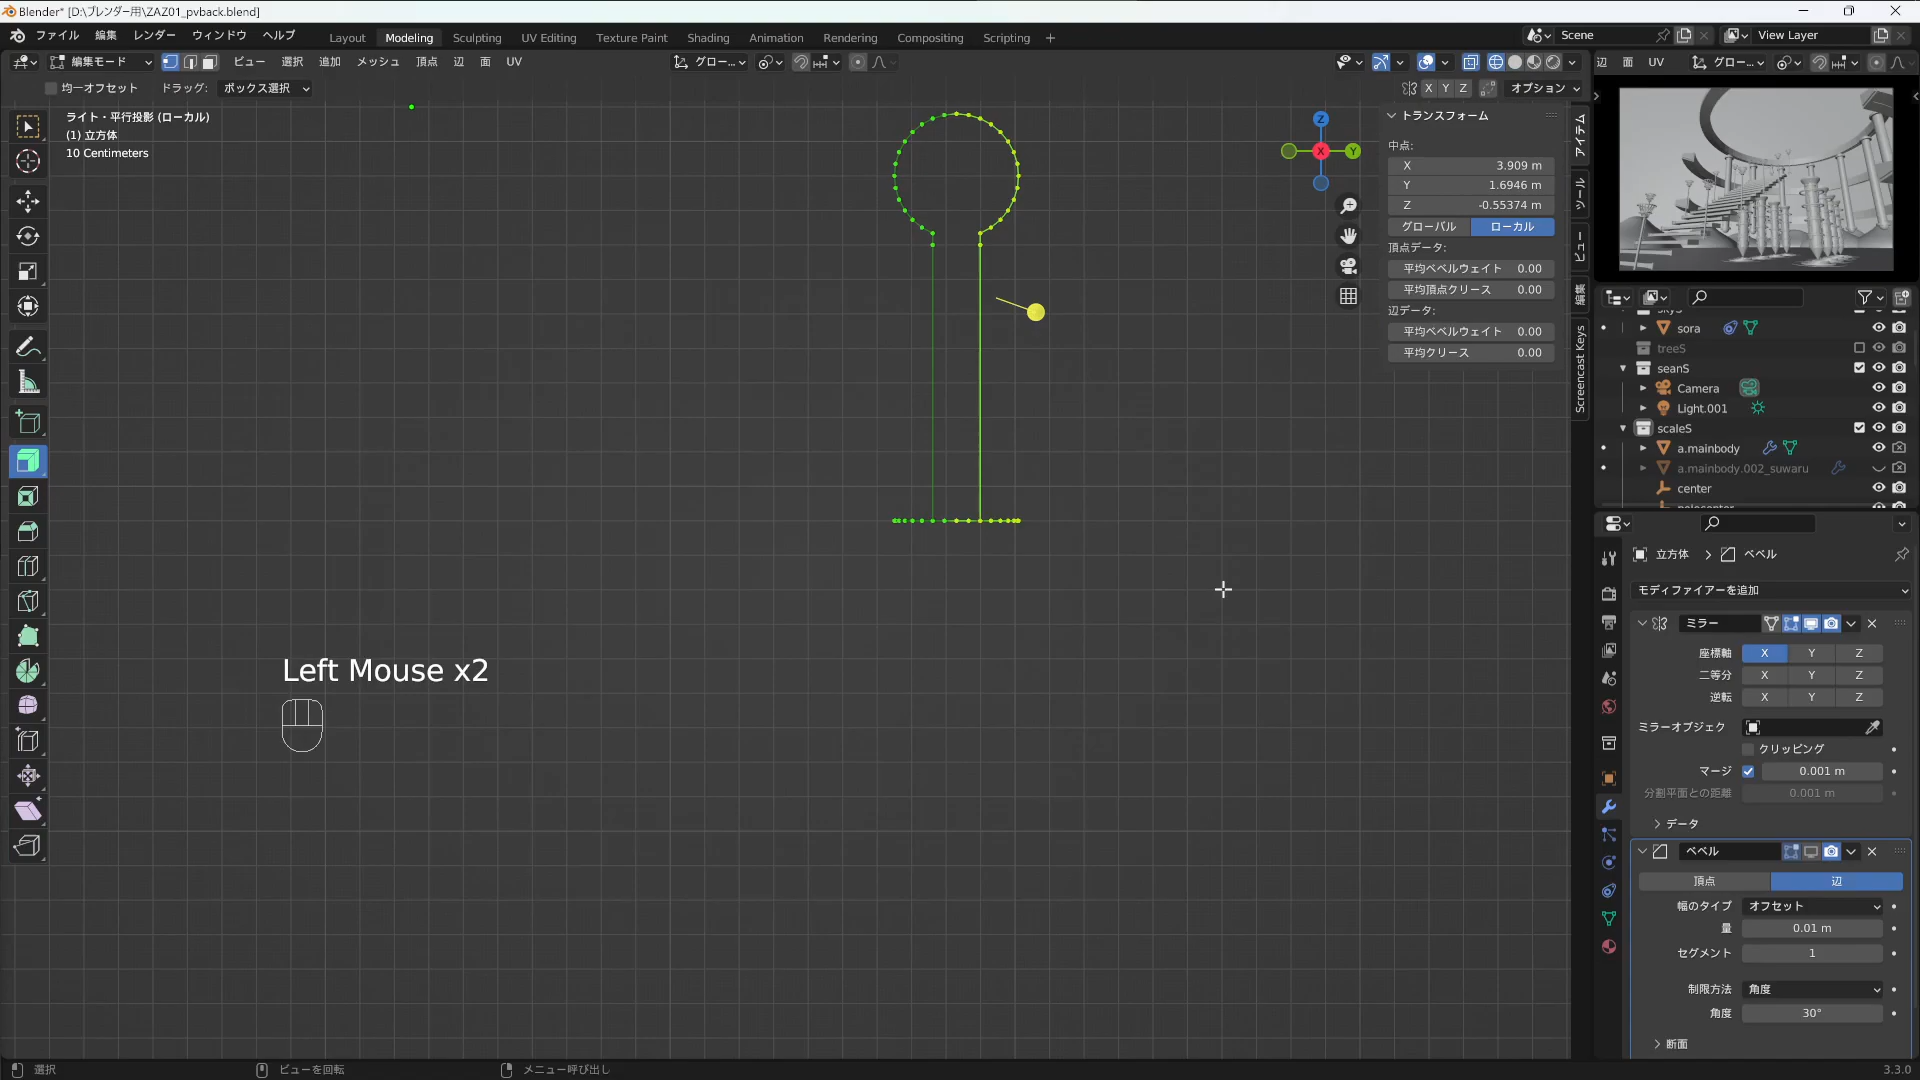 Blender* [D:\ブレンダー用\ZAZ01_pvback.blend]
ファイル 編集 レンダー ウィンドウ ヘルプ Layout Modeling Sculpting UV Editing Texture Paint Shading Animation Rendering Compositing Scripting + Scene View Layer
編集モード ビュー 選択 追加 メッシュ 頂点 辺 面 UV グロー... 辺 面 UV グロー...
均一オフセット ドラッグ: ボックス選択 X Y Z オプション
ライト・平行投影 (ローカル)
(1) 立方体
10 Centimeters
Z
X
Y
トランスフォーム
中点:
X 3.909 m
Y 1.6946 m
Z -0.55374 m
グローバル ローカル
頂点データ:
平均ベベルウェイト 0.00
平均頂点クリース 0.00
辺データ:
平均ベベルウェイト 0.00
平均クリース 0.00
アイテム
ツール
ビュー
編集
Screencast Keys
sora
treeS
seanS
Camera
Light.001
scaleS
a.mainbody
a.mainbody.002_suwaru
center
立方体 > ベベル
モディファイアーを追加
ミラー
座標軸 X Y Z
二等分 X Y Z
逆転 X Y Z
ミラーオブジェク
クリッピング
マージ 0.001 m
分割平面との距離 0.001 m
データ
ベベル
頂点 辺
幅のタイプ オフセット
量 0.01 m
セグメント 1
制限方法 角度
角度 30°
断面
Left Mouse x2
選択 ビューを回転 メニュー呼び出し 3.3.0